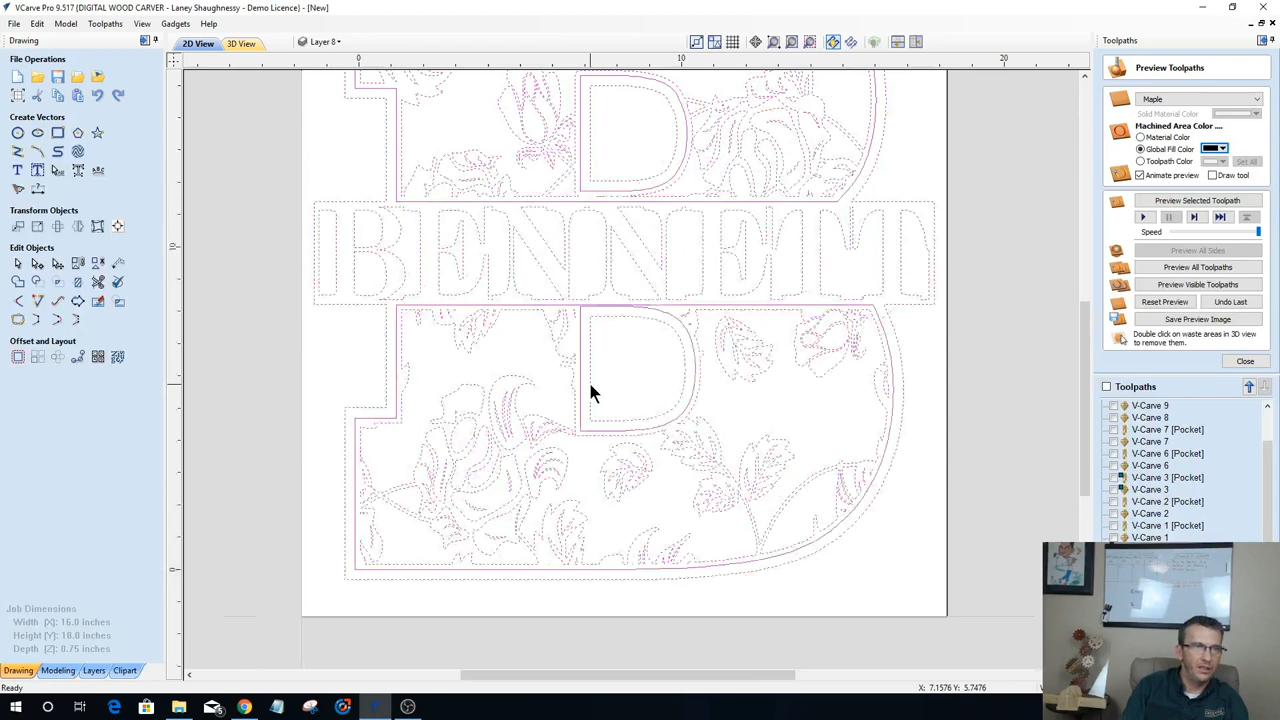 VCarve Pro 9.517 {DIGITAL WOOD CARVER - Laney Shaughnessy - Demo Licence} - [New]
File Edit Model Toolpaths View Gadgets Help
Drawing
2D View 3D View Layer 8
Toolpaths
File Operations
Create Vectors
Transform Objects
Edit Objects
Offset and Layout
Job Dimensions
Width (X): 16.0 inches
Height (Y): 18.0 inches
Depth (Z): 0.75 inches
Drawing Modeling Layers Clipart
Ready
0 10 20
10
0
BENNETT
Preview Toolpaths
Maple
Solid Material Color
Machined Area Color ....
Material Color
Global Fill Color
Toolpath Color Set All
Animate preview Draw tool
Preview Selected Toolpath
Speed
Preview All Sides
Preview All Toolpaths
Preview Visible Toolpaths
Reset Preview Undo Last
Save Preview Image
Double click on waste areas in 3D view
to remove them.
Close
Toolpaths
V-Carve 9
V-Carve 8
V-Carve 7 [Pocket]
V-Carve 7
V-Carve 6 [Pocket]
V-Carve 6
V-Carve 3 [Pocket]
V-Carve 3
V-Carve 2 [Pocket]
V-Carve 2
V-Carve 1 [Pocket]
V-Carve 1
X: 7.1576 Y: 5.7476